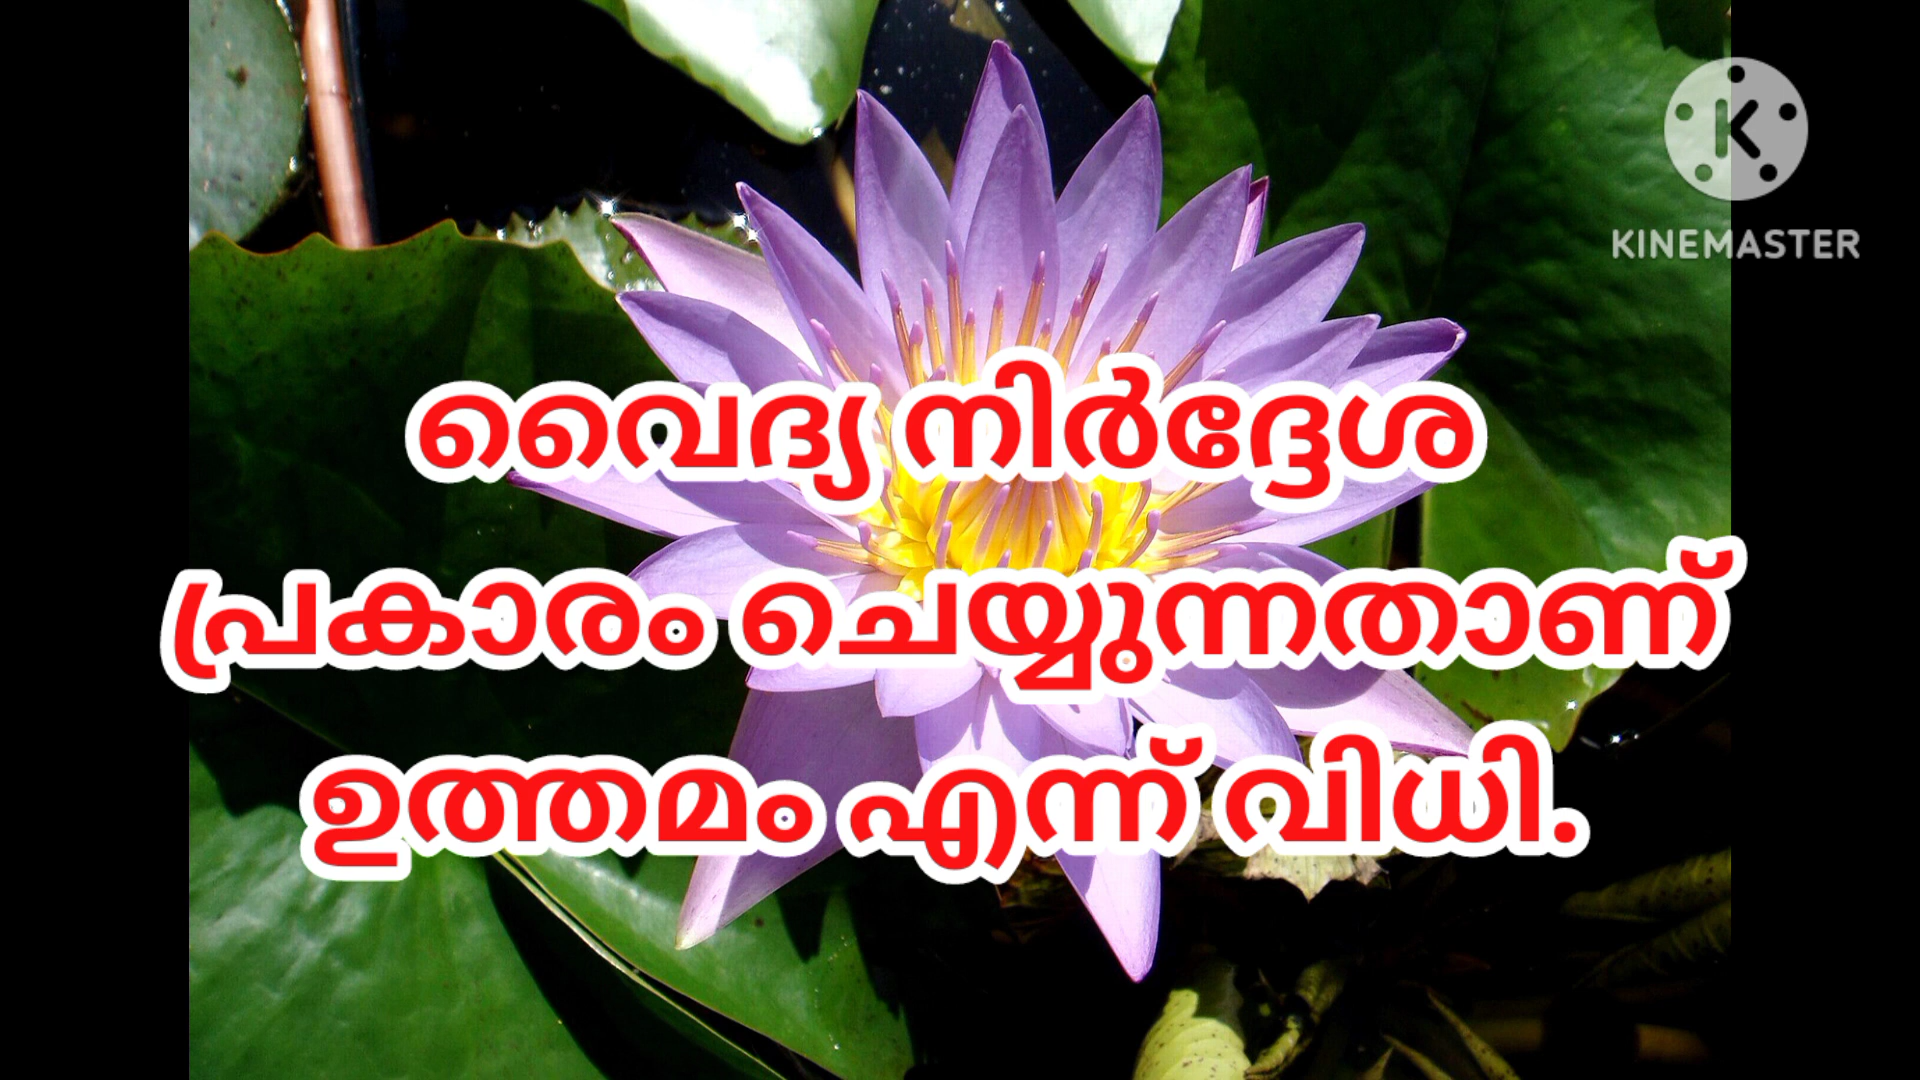 KINEMASTER
വൈദ്യ നിർദ്ദേശ
പ്രകാരം ചെയ്യുന്നതാണ്
ഉത്തമം എന്ന് വിധി.